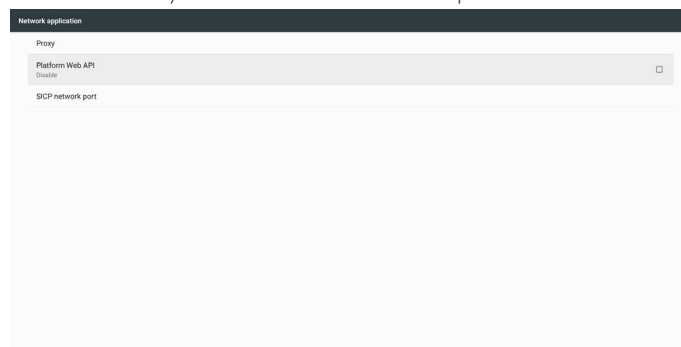 Network application
Proxy
Platform Web API
Disable
SICP network port